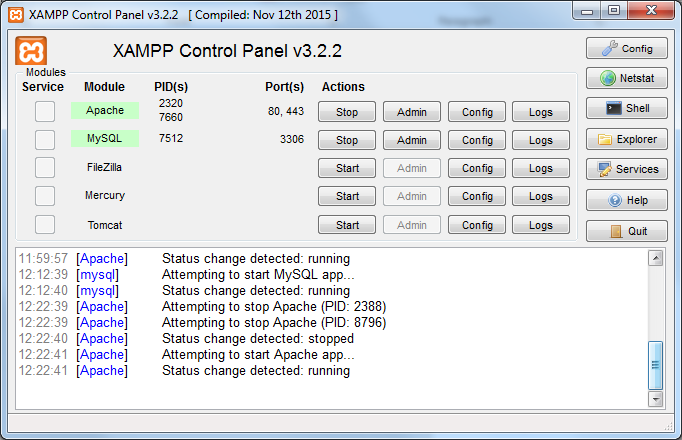 XAMPP Control Panel v3.2.2 [ Compiled: Nov 12th 2015 ]
XAMPP Control Panel v3.2.2
Config
Modules
Service Module PID(s) Port(s) Actions
Netstat
Apache 2320 7660 80, 443 Stop Admin Config Logs
Shell
MySQL 7512 3306 Stop Admin Config Logs
Explorer
FileZilla Start Admin Config Logs
Services
Mercury Start Admin Config Logs
Help
Tomcat Start Admin Config Logs
Quit
11:59:57 [Apache] Status change detected: running
12:12:39 [mysql] Attempting to start MySQL app...
12:12:40 [mysql] Status change detected: running
12:22:39 [Apache] Attempting to stop Apache (PID: 2388)
12:22:39 [Apache] Attempting to stop Apache (PID: 8796)
12:22:40 [Apache] Status change detected: stopped
12:22:41 [Apache] Attempting to start Apache app...
12:22:41 [Apache] Status change detected: running